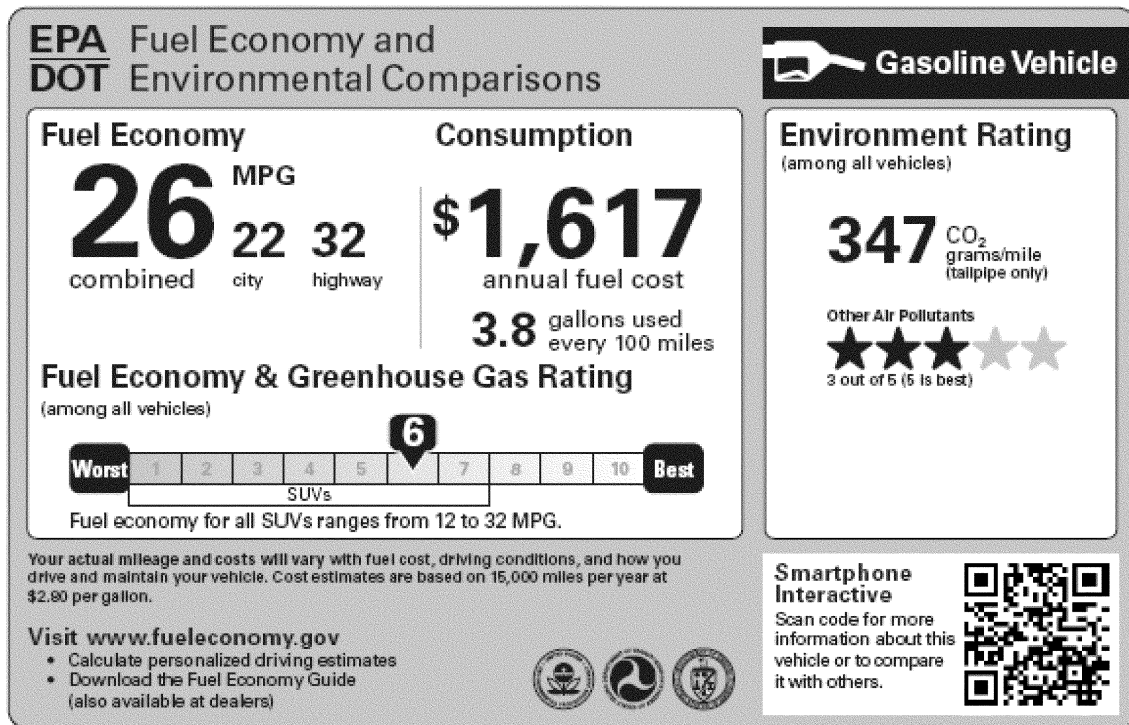 EPA Fuel Economy and
DOT Environmental Comparisons
Gasoline Vehicle
Fuel Economy
26
MPG
22 32
combined city highway
Consumption
$1,617
annual fuel cost
3.8 gallons used
every 100 miles
Fuel Economy & Greenhouse Gas Rating
(among all vehicles)
6
Worst 1 2 3 4 5 7 8 9 10 Best
SUVs
Fuel economy for all SUVs ranges from 12 to 32 MPG.
Environment Rating
(among all vehicles)
347 CO2
grams/mile
(tailpipe only)
Other Air Pollutants
3 out of 5 (5 is best)
Your actual mileage and costs will vary with fuel cost, driving conditions, and how you
drive and maintain your vehicle. Cost estimates are based on 15,000 miles per year at
$2.80 per gallon.
Visit www.fueleconomy.gov
• Calculate personalized driving estimates
• Download the Fuel Economy Guide
(also available at dealers)
Smartphone
Interactive
Scan code for more
information about this
vehicle or to compare
it with others.